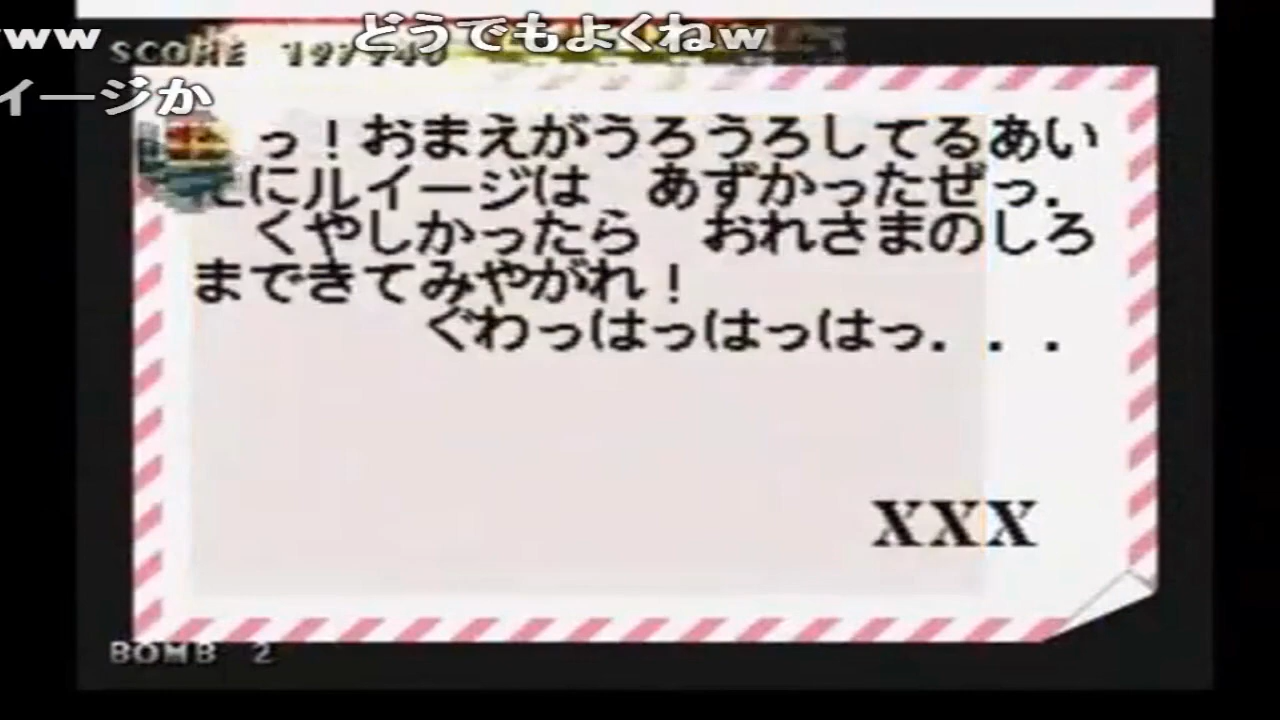 ww
どうでもよくねw
イージか
SCORE 197940
っ!おまえがうろうろしてるあい
にルイージは あずかったぜっ.
くやしかったら おれさまのしろ
まできてみやがれ!
ぐわっはっはっはっ...
XXX
BOMB 2